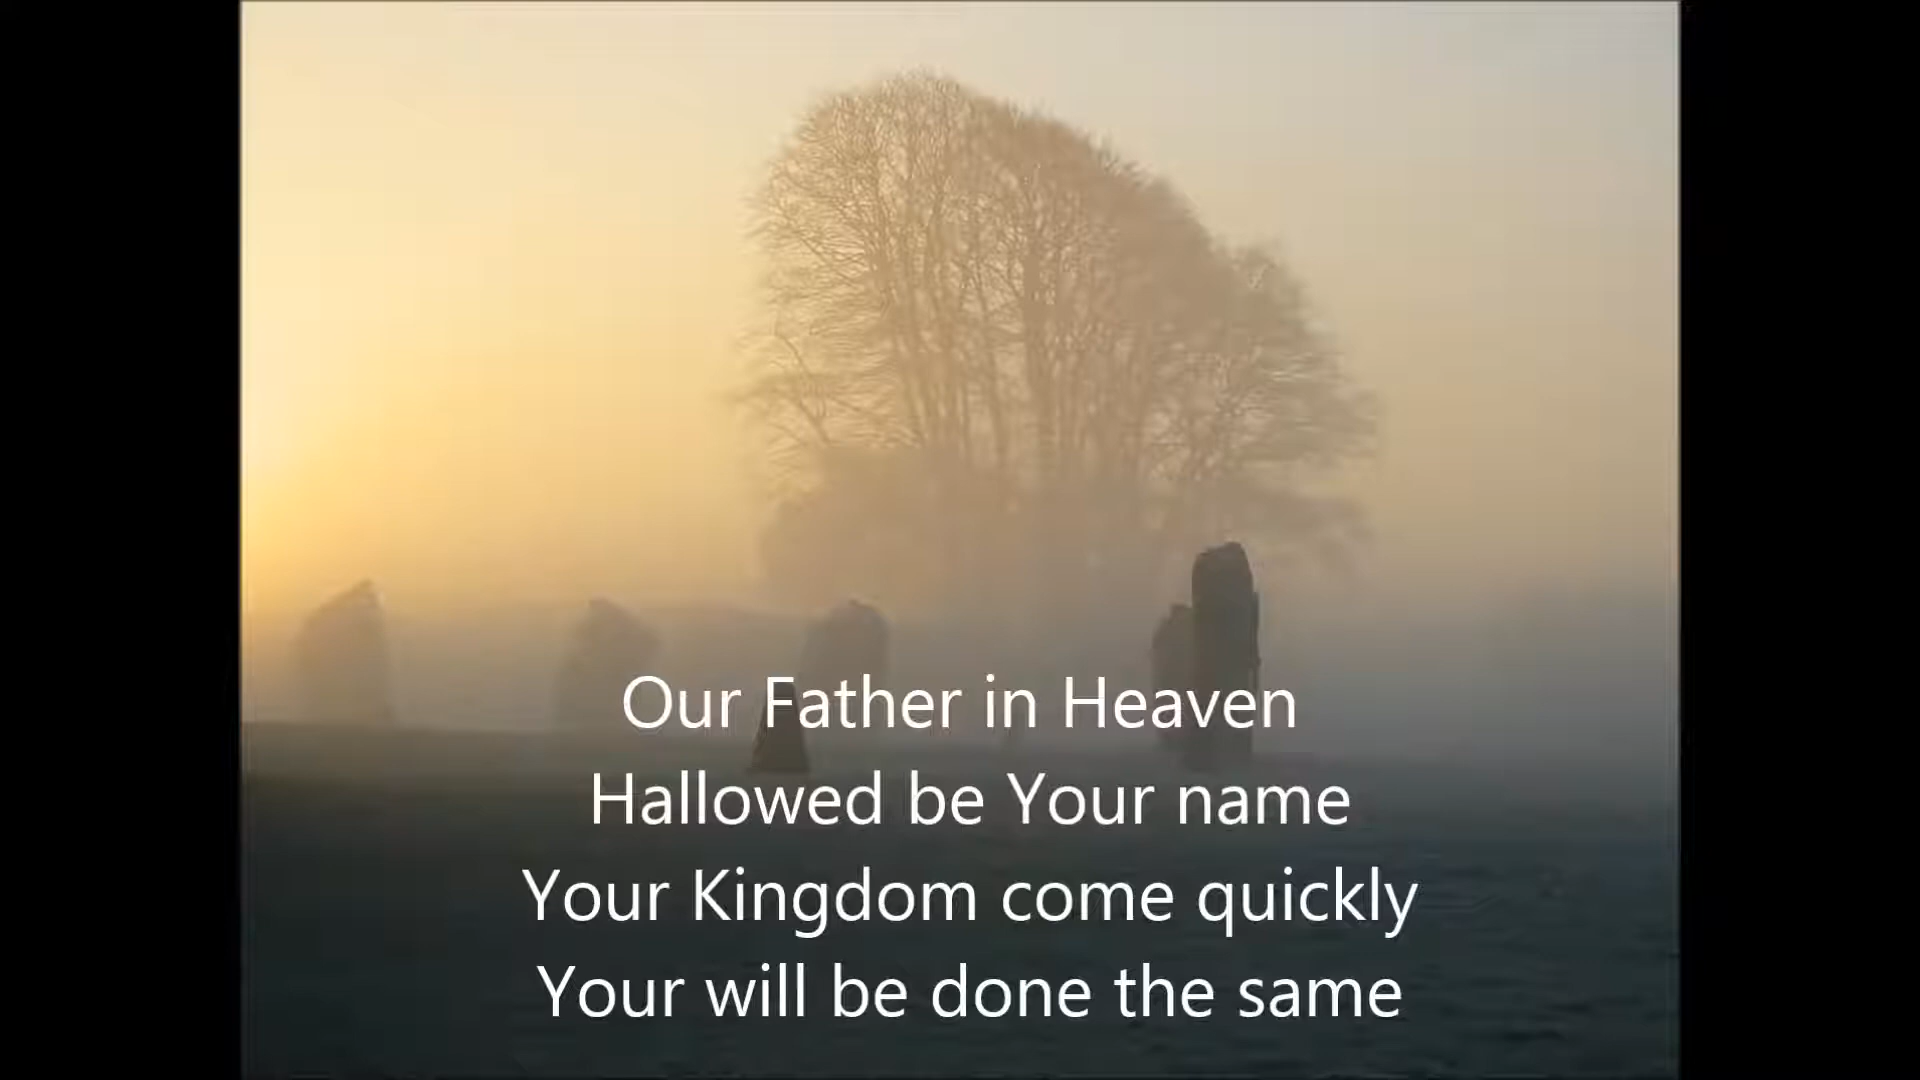 Our Father in Heaven
Hallowed be Your name
Your Kingdom come quickly
Your will be done the same